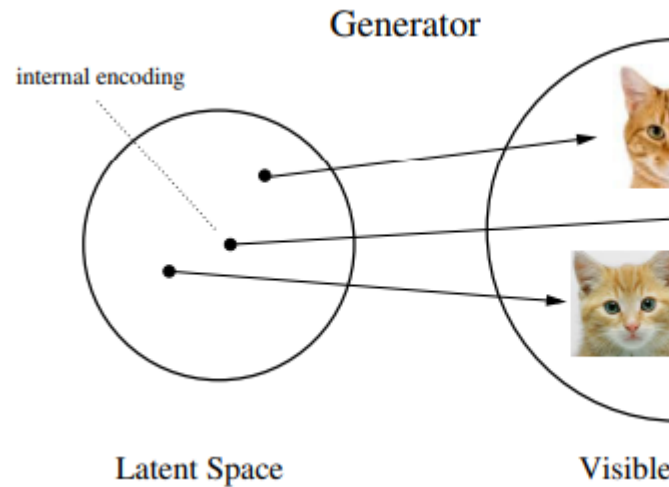 Generator
internal encoding
Latent Space
Visible